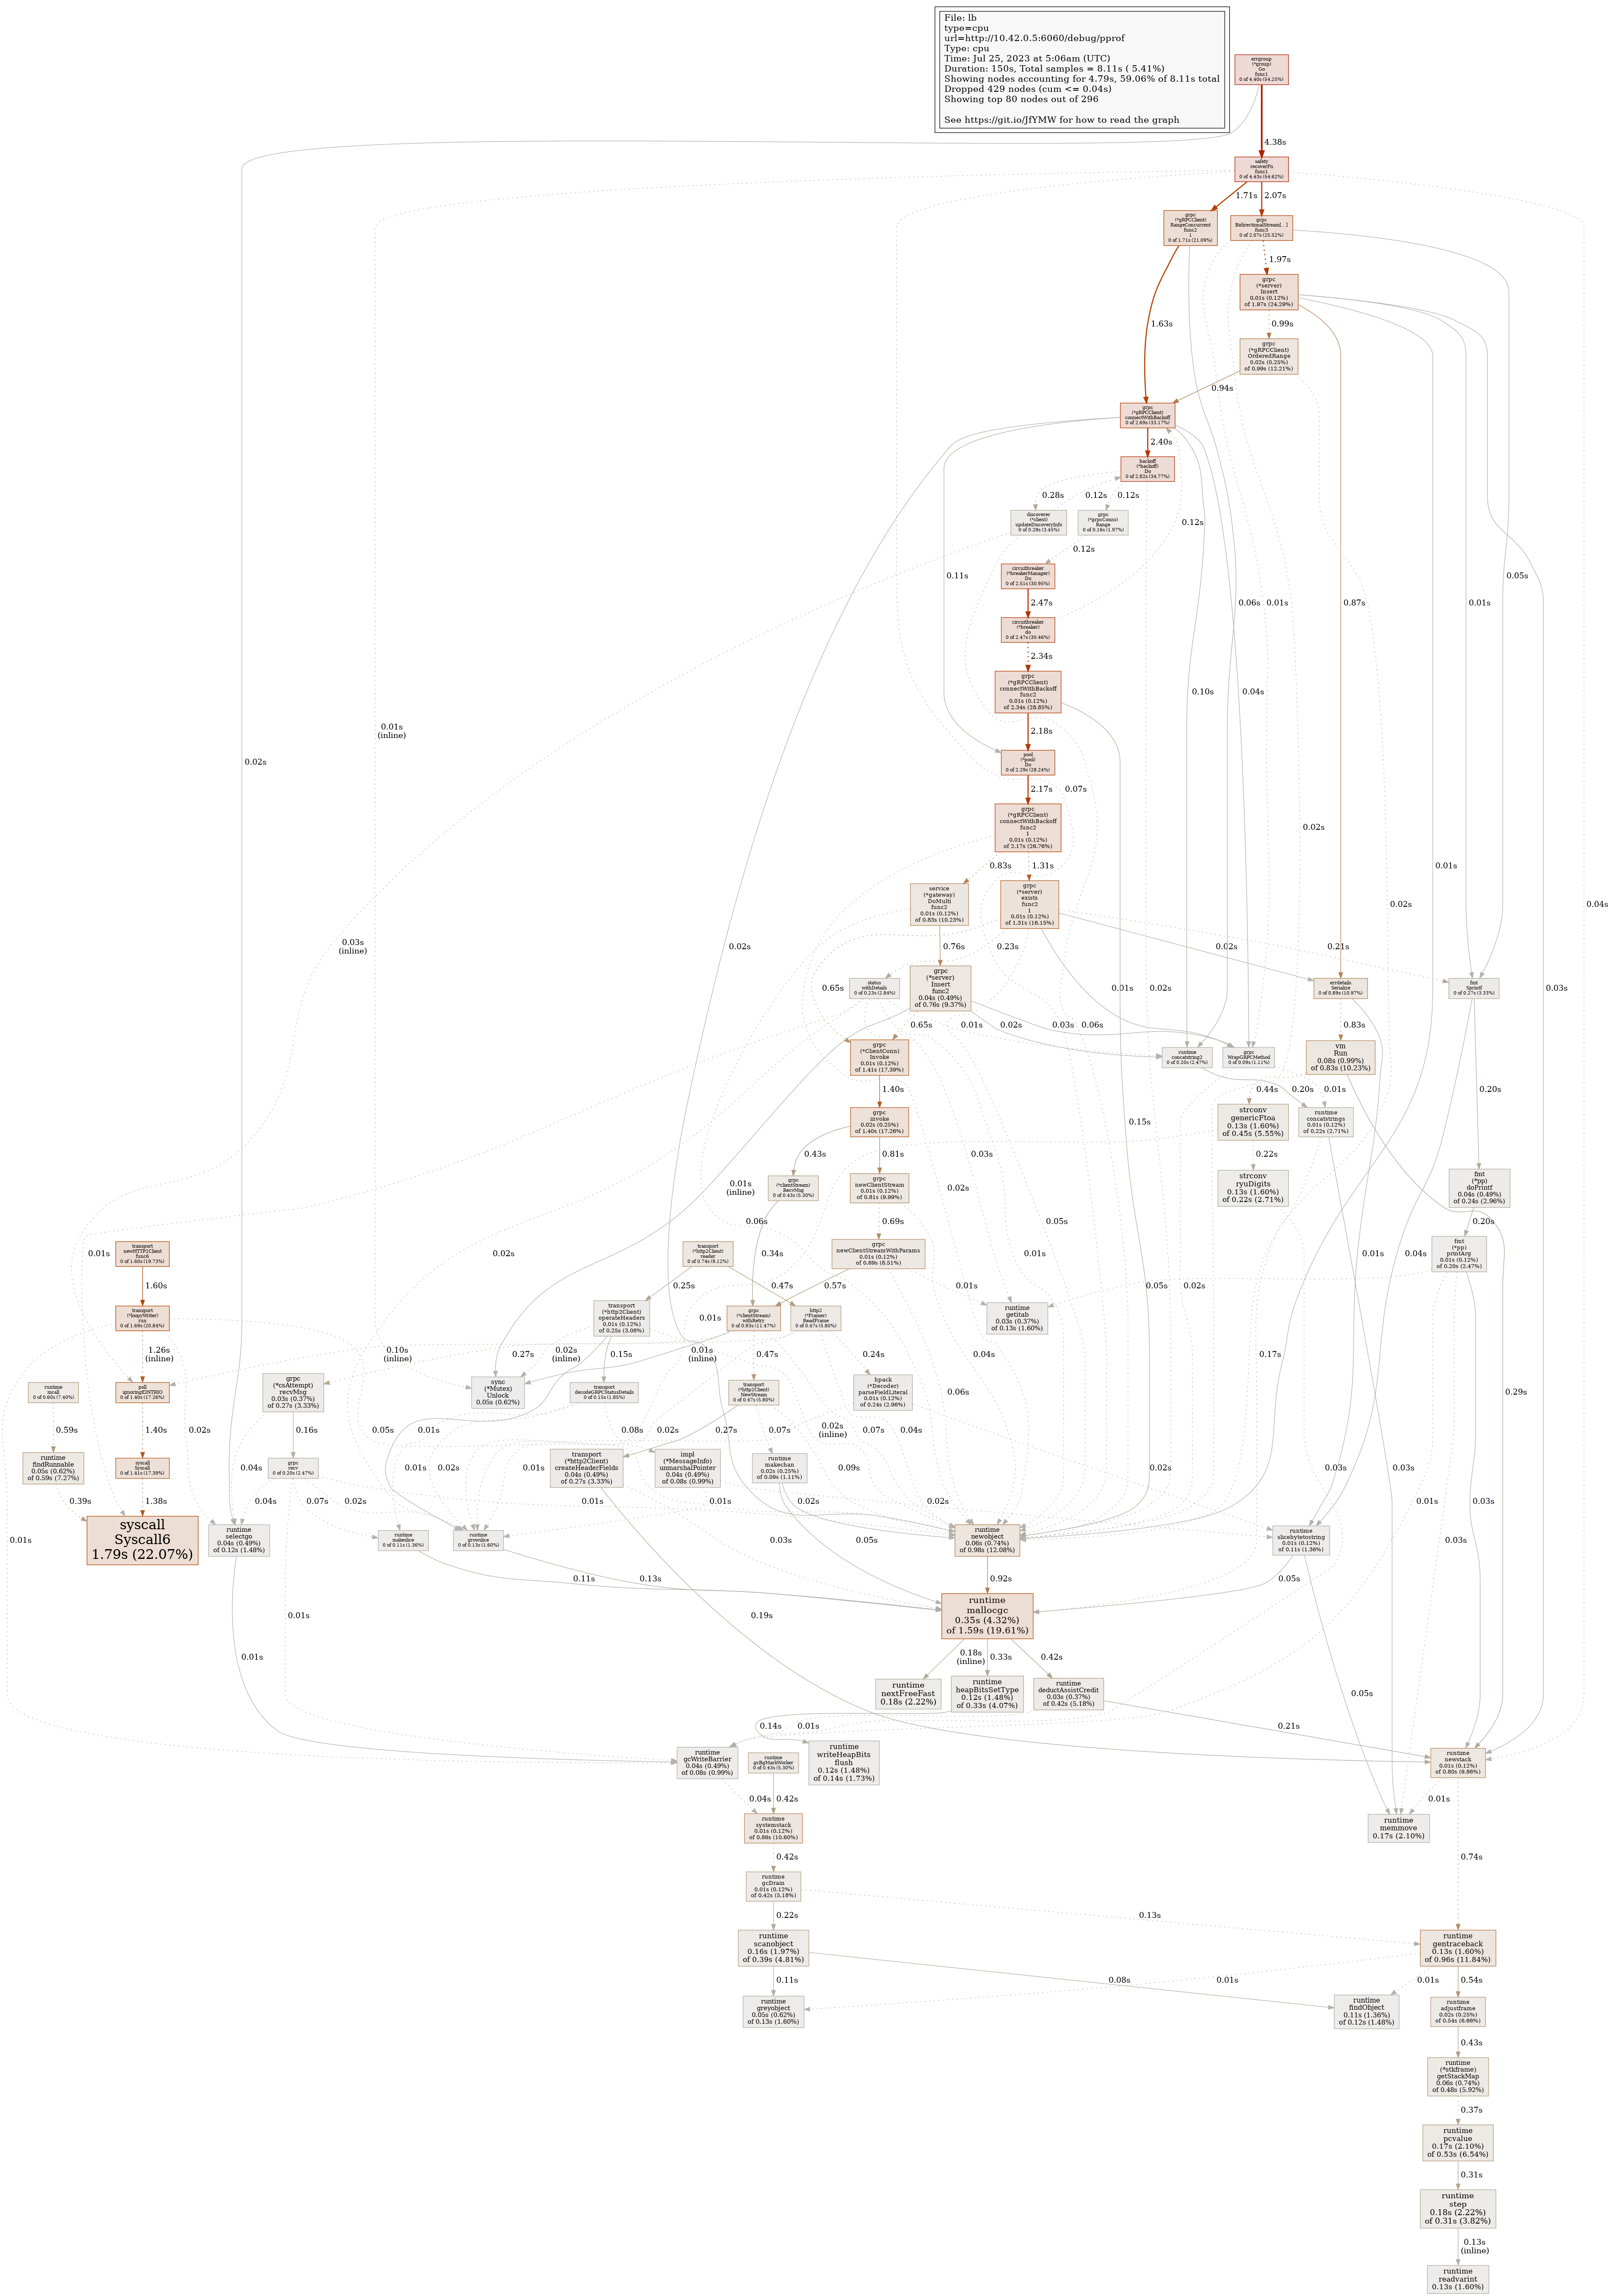 File: lb
type=cpu
url=http://10.42.0.5:6060/debug/pprof
Type: cpu
Time: Jul 25, 2023 at 5:06am (UTC)
Duration: 150s, Total samples = 8.11s ( 5.41%)
Showing nodes accounting for 4.79s, 59.06% of 8.11s total
Dropped 429 nodes (cum <= 0.04s)
Showing top 80 nodes out of 296
See https://git.io/JfYMW for how to read the graph
errgroup
(*group)
Go
func1
0 of 4.40s (54.25%)
4.38s
safety
recoverFn
func1
0 of 4.43s (54.62%)
1.71s
2.07s
grpc
(*gRPCClient)
RangeConcurrent
func2
1
0 of 1.71s (21.09%)
grpc
BidirectionalStream[...]
func3
0 of 2.07s (25.52%)
1.97s
grpc
(*server)
Insert
0.01s (0.12%)
of 1.97s (24.29%)
1.63s
0.99s
grpc
(*gRPCClient)
OrderedRange
0.02s (0.25%)
of 0.99s (12.21%)
0.94s
grpc
(*gRPCClient)
connectWithBackoff
0 of 2.69s (33.17%)
2.40s
backoff
(*backoff)
Do
0 of 2.82s (34.77%)
0.28s
0.12s
0.12s
discoverer
(*client)
updateDiscoveryInfo
0 of 0.28s (3.45%)
grpc
(*grpcConns)
Range
0 of 0.16s (1.97%)
0.12s
0.12s
circuitbreaker
(*breakerManager)
Do
0 of 2.51s (30.95%)
0.11s
0.05s
2.47s
0.06s
0.01s
0.87s
0.01s
circuitbreaker
(*breaker)
do
0 of 2.47s (30.46%)
2.34s
grpc
(*gRPCClient)
connectWithBackoff
func2
0.01s (0.12%)
of 2.34s (28.85%)
0.10s
0.04s
0.01s
(inline)
2.18s
0.02s
pool
(*pool)
Do
0 of 2.29s (28.24%)
2.17s
0.07s
grpc
(*gRPCClient)
connectWithBackoff
func2
1
0.01s (0.12%)
of 2.17s (26.76%)
0.02s
0.83s
1.31s
0.01s
service
(*gateway)
DoMulti
func2
0.01s (0.12%)
of 0.83s (10.23%)
grpc
(*server)
exists
func2
1
0.01s (0.12%)
of 1.31s (16.15%)
0.02s
0.04s
0.03s
(inline)
0.02s
0.76s
0.23s
0.02s
0.21s
0.65s
0.01s
0.02s
0.03s
status
withDetails
0 of 0.23s (2.84%)
grpc
(*server)
Insert
func2
0.04s (0.49%)
of 0.76s (9.37%)
errdetails
Serialize
0 of 0.89s (10.97%)
fmt
Sprintf
0 of 0.27s (3.33%)
0.65s
0.01s
0.02s
0.03s
0.06s
0.83s
grpc
(*ClientConn)
Invoke
0.01s (0.12%)
of 1.41s (17.39%)
runtime
concatstring2
0 of 0.20s (2.47%)
grpc
WrapGRPCMethod
0 of 0.09s (1.11%)
vm
Run
0.08s (0.99%)
of 0.83s (10.23%)
1.40s
0.44s
0.20s
0.01s
0.20s
grpc
invoke
0.02s (0.25%)
of 1.40s (17.26%)
strconv
genericFtoa
0.13s (1.60%)
of 0.45s (5.55%)
runtime
concatstrings
0.01s (0.12%)
of 0.22s (2.71%)
0.15s
0.43s
0.81s
0.03s
0.22s
0.01s
(inline)
grpc
(*clientStream)
RecvMsg
0 of 0.43s (5.30%)
grpc
newClientStream
0.01s (0.12%)
of 0.81s (9.99%)
0.02s
strconv
ryuDigits
0.13s (1.60%)
of 0.22s (2.71%)
fmt
(*pp)
doPrintf
0.04s (0.49%)
of 0.24s (2.96%)
0.06s
0.69s
0.05s
0.20s
0.01s
0.02s
transport
newHTTP2Client
func6
0 of 1.60s (19.73%)
transport
(*http2Client)
reader
0 of 0.74s (9.12%)
0.34s
grpc
newClientStreamWithParams
0.01s (0.12%)
of 0.69s (8.51%)
0.01s
0.01s
0.04s
fmt
(*pp)
printArg
0.01s (0.12%)
of 0.20s (2.47%)
1.60s
0.25s
0.47s
0.57s
0.01s
0.05s
0.02s
transport
(*loopyWriter)
run
0 of 1.69s (20.84%)
transport
(*http2Client)
operateHeaders
0.01s (0.12%)
of 0.25s (3.08%)
0.01s
grpc
(*clientStream)
withRetry
0 of 0.93s (11.47%)
http2
(*Framer)
ReadFrame
0 of 0.47s (5.80%)
runtime
getitab
0.03s (0.37%)
of 0.13s (1.60%)
1.26s
(inline)
0.10s
(inline)
0.27s
0.02s
(inline)
0.15s
0.01s
(inline)
0.47s
0.24s
0.04s
0.17s
runtime
mcall
0 of 0.60s (7.40%)
poll
ignoringEINTRIO
0 of 1.40s (17.26%)
grpc
(*csAttempt)
recvMsg
0.03s (0.37%)
of 0.27s (3.33%)
sync
(*Mutex)
Unlock
0.05s (0.62%)
transport
decodeGRPCStatusDetails
0 of 0.15s (1.85%)
transport
(*http2Client)
NewStream
0 of 0.47s (5.80%)
hpack
(*Decoder)
parseFieldLiteral
0.01s (0.12%)
of 0.24s (2.96%)
0.06s
0.29s
0.59s
1.40s
0.02s
0.16s
0.05s
0.01s
0.08s
0.02s
0.27s
0.07s
0.02s
(inline)
0.07s
0.04s
runtime
findRunnable
0.05s (0.62%)
of 0.59s (7.27%)
syscall
Syscall
0 of 1.41s (17.39%)
0.04s
grpc
recv
0 of 0.20s (2.47%)
0.01s
0.02s
0.01s
transport
(*http2Client)
createHeaderFields
0.04s (0.49%)
of 0.27s (3.33%)
impl
(*MessageInfo)
unmarshalPointer
0.04s (0.49%)
of 0.08s (0.99%)
runtime
makechan
0.02s (0.25%)
of 0.09s (1.11%)
0.09s
0.02s
0.03s
0.03s
0.39s
1.38s
0.04s
0.07s
0.02s
0.01s
0.01s
0.02s
0.02s
0.01s
0.01s
syscall
Syscall6
1.79s (22.07%)
runtime
selectgo
0.04s (0.49%)
of 0.12s (1.48%)
runtime
makeslice
0 of 0.11s (1.36%)
runtime
growslice
0 of 0.13s (1.60%)
0.03s
0.05s
runtime
newobject
0.06s (0.74%)
of 0.98s (12.08%)
runtime
slicebytetostring
0.01s (0.12%)
of 0.11s (1.36%)
0.03s
0.03s
0.11s
0.13s
0.92s
0.05s
0.01s
0.19s
runtime
mallocgc
0.35s (4.32%)
of 1.59s (19.61%)
0.01s
0.18s
(inline)
0.33s
0.42s
runtime
nextFreeFast
0.18s (2.22%)
runtime
heapBitsSetType
0.12s (1.48%)
of 0.33s (4.07%)
runtime
deductAssistCredit
0.03s (0.37%)
of 0.42s (5.18%)
0.05s
0.14s
0.01s
0.21s
runtime
gcWriteBarrier
0.04s (0.49%)
of 0.08s (0.99%)
runtime
gcBgMarkWorker
0 of 0.43s (5.30%)
runtime
writeHeapBits
flush
0.12s (1.48%)
of 0.14s (1.73%)
runtime
newstack
0.01s (0.12%)
of 0.80s (9.86%)
0.04s
0.42s
0.01s
runtime
systemstack
0.01s (0.12%)
of 0.86s (10.60%)
runtime
memmove
0.17s (2.10%)
0.42s
0.74s
runtime
gcDrain
0.01s (0.12%)
of 0.42s (5.18%)
0.22s
0.13s
runtime
scanobject
0.16s (1.97%)
of 0.39s (4.81%)
runtime
gentraceback
0.13s (1.60%)
of 0.96s (11.84%)
0.11s
0.08s
0.01s
0.01s
0.54s
runtime
greyobject
0.05s (0.62%)
of 0.13s (1.60%)
runtime
findObject
0.11s (1.36%)
of 0.12s (1.48%)
runtime
adjustframe
0.02s (0.25%)
of 0.54s (6.66%)
0.43s
runtime
(*stkframe)
getStackMap
0.06s (0.74%)
of 0.48s (5.92%)
0.37s
runtime
pcvalue
0.17s (2.10%)
of 0.53s (6.54%)
0.31s
runtime
step
0.18s (2.22%)
of 0.31s (3.82%)
0.13s
(inline)
runtime
readvarint
0.13s (1.60%)